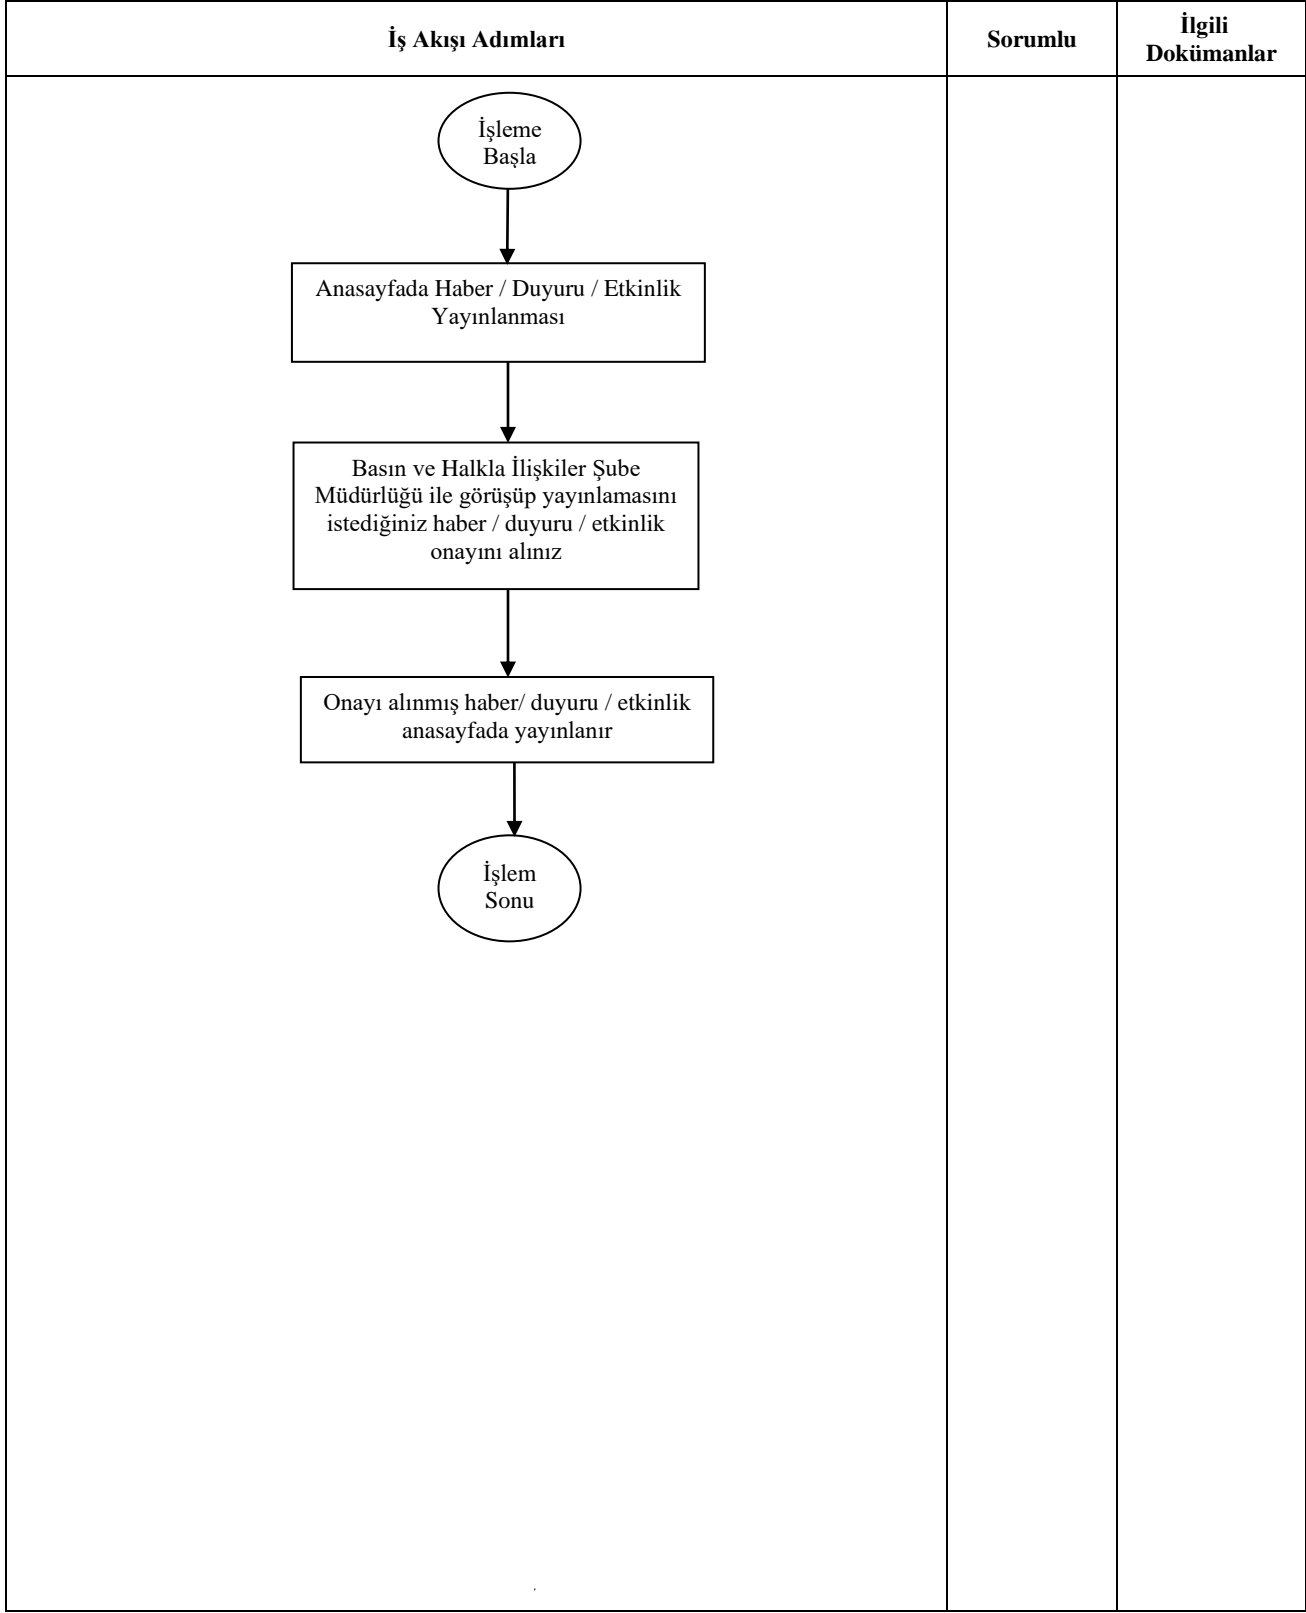 İş Akışı Adımları
Sorumlu
İlgili
Dokümanlar
İşleme
Başla
Anasayfada Haber / Duyuru / Etkinlik
Yayınlanması
Basın ve Halkla İlişkiler Şube
Müdürlüğü ile görüşüp yayınlamasını
istediğiniz haber / duyuru / etkinlik
onayını alınız
Onayı alınmış haber/ duyuru / etkinlik
anasayfada yayınlanır
İşlem
Sonu